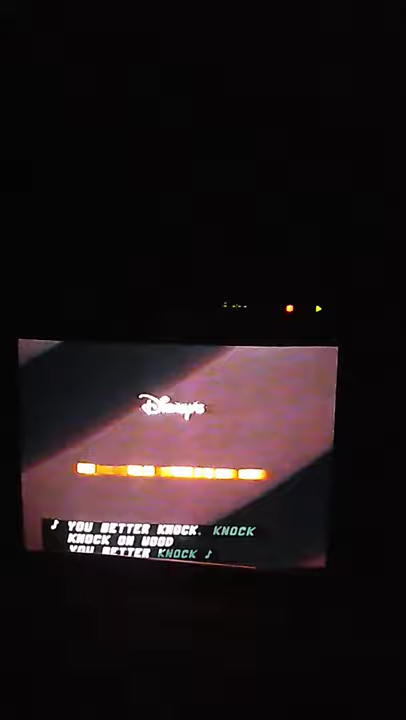 Disney's
♪ YOU BETTER KNOCK, KNOCK
KNOCK ON WOOD
YOU BETTER KNOCK ♪